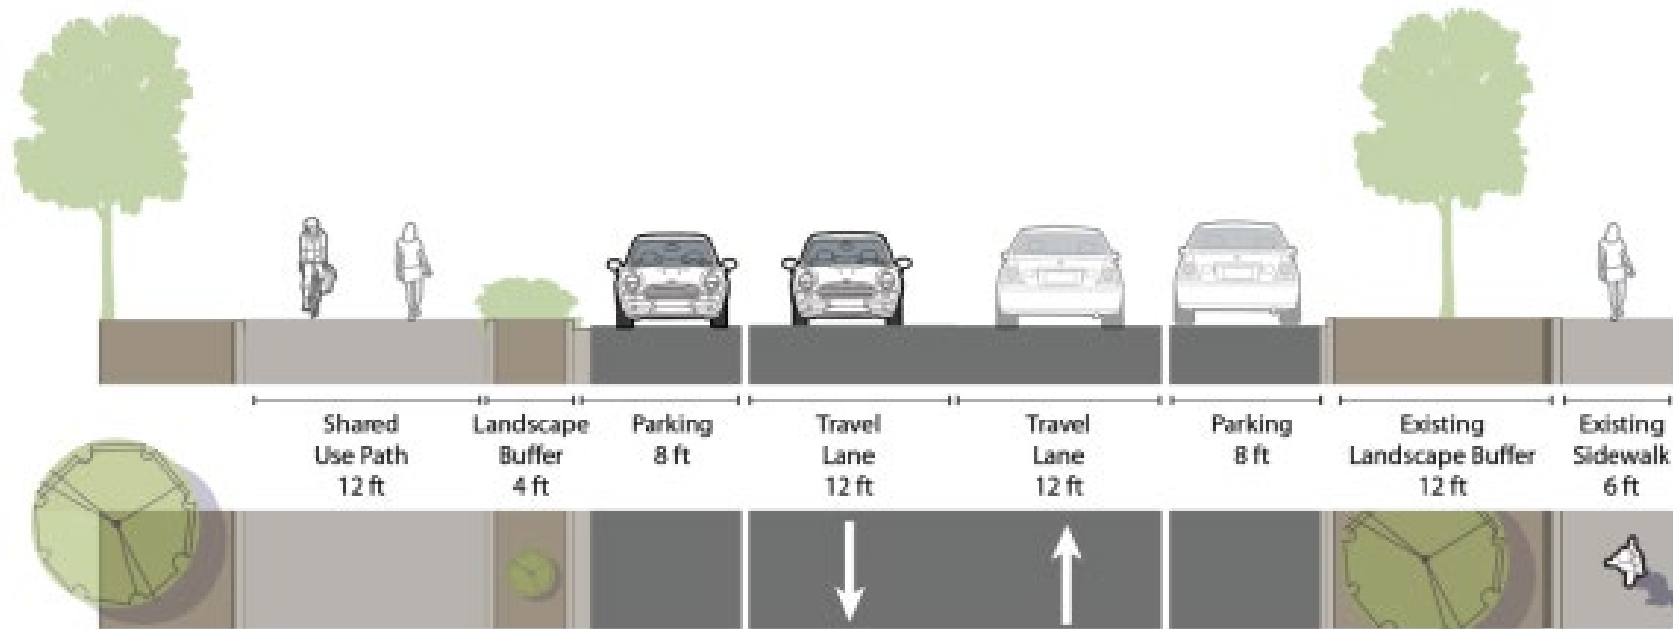 Shared
Use Path
12 ft
Landscape
Buffer
4 ft
Parking
8 ft
Travel
Lane
12 ft
Travel
Lane
12 ft
Parking
8 ft
Existing
Landscape Buffer
12 ft
Existing
Sidewalk
6 ft